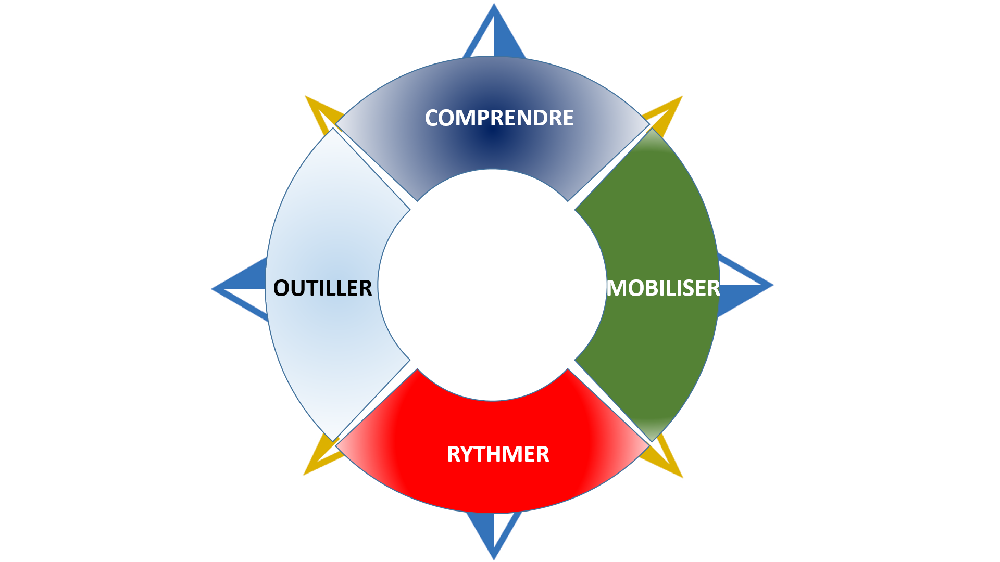 COMPRENDRE
OUTILLER
MOBILISER
RYTHMER